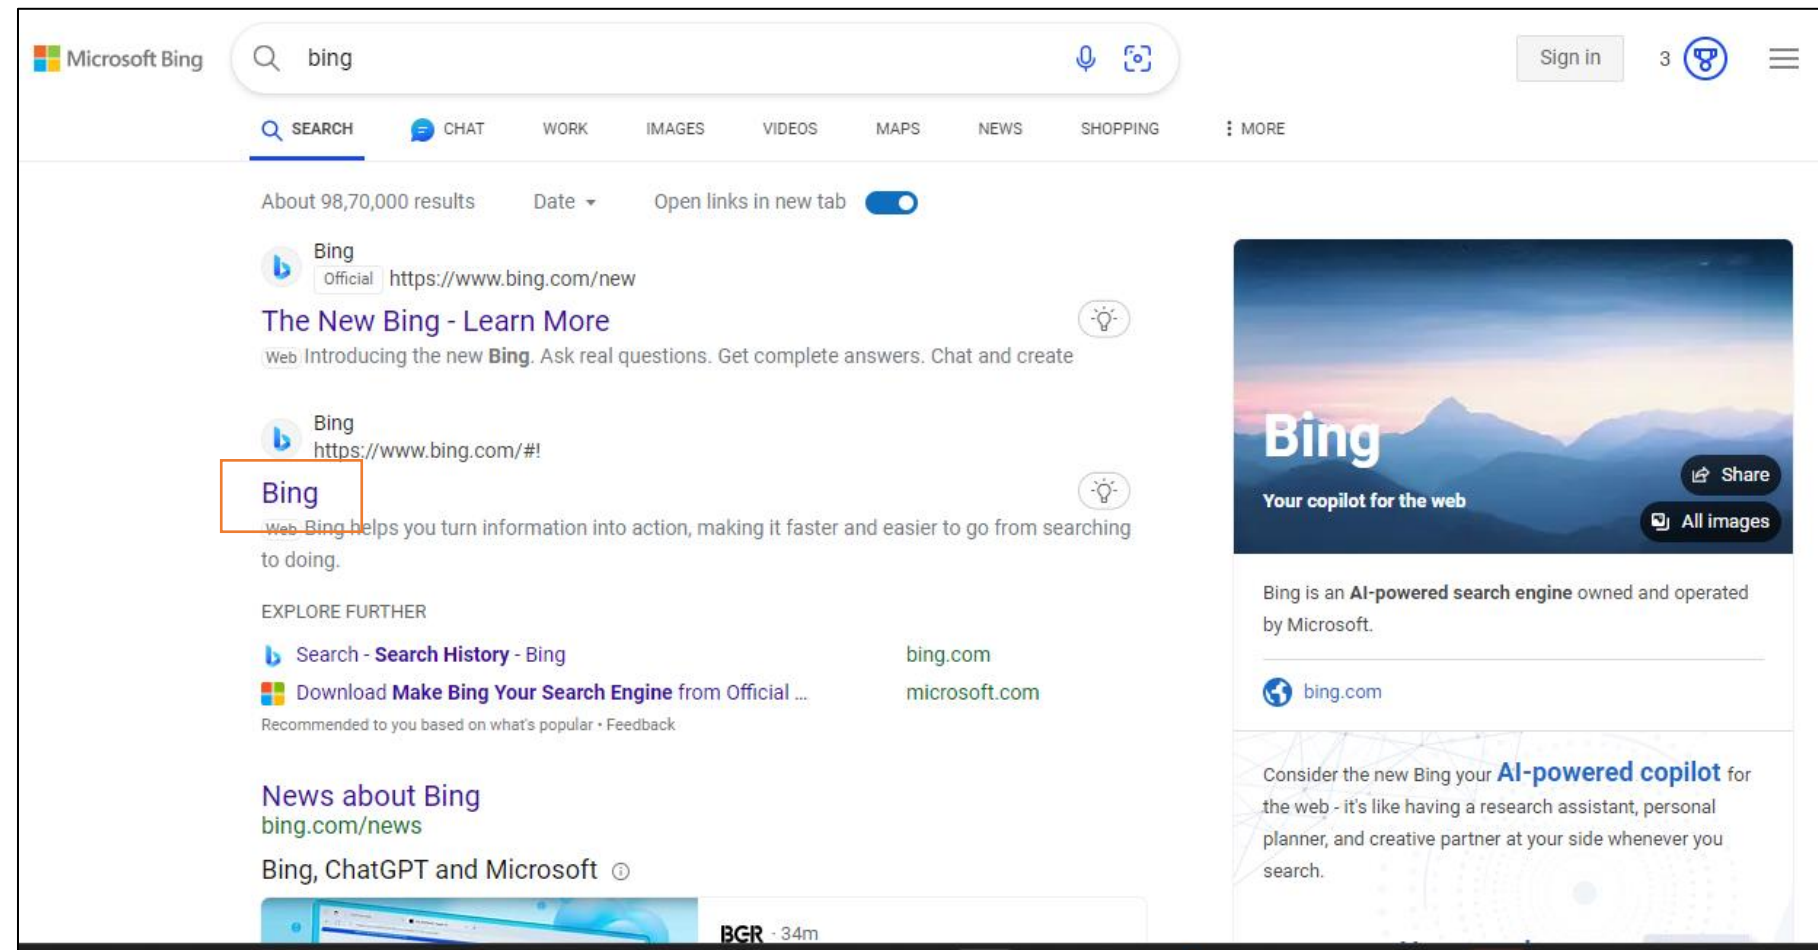 Microsoft Bing
bing
Sign in
3
SEARCH
CHAT
WORK
IMAGES
VIDEOS
MAPS
NEWS
SHOPPING
MORE
About 98,70,000 results
Date
Open links in new tab
Bing
Official https://www.bing.com/new
The New Bing - Learn More
Web Introducing the new Bing. Ask real questions. Get complete answers. Chat and create
Bing
https://www.bing.com/#!
Bing
Web Bing helps you turn information into action, making it faster and easier to go from searching
to doing.
EXPLORE FURTHER
Search - Search History - Bing
bing.com
Download Make Bing Your Search Engine from Official ...
microsoft.com
Recommended to you based on what's popular • Feedback
News about Bing
bing.com/news
Bing, ChatGPT and Microsoft
BGR · 34m
Bing
Your copilot for the web
Share
All images
Bing is an AI-powered search engine owned and operated
by Microsoft.
bing.com
Consider the new Bing your AI-powered copilot for
the web - it's like having a research assistant, personal
planner, and creative partner at your side whenever you
search.